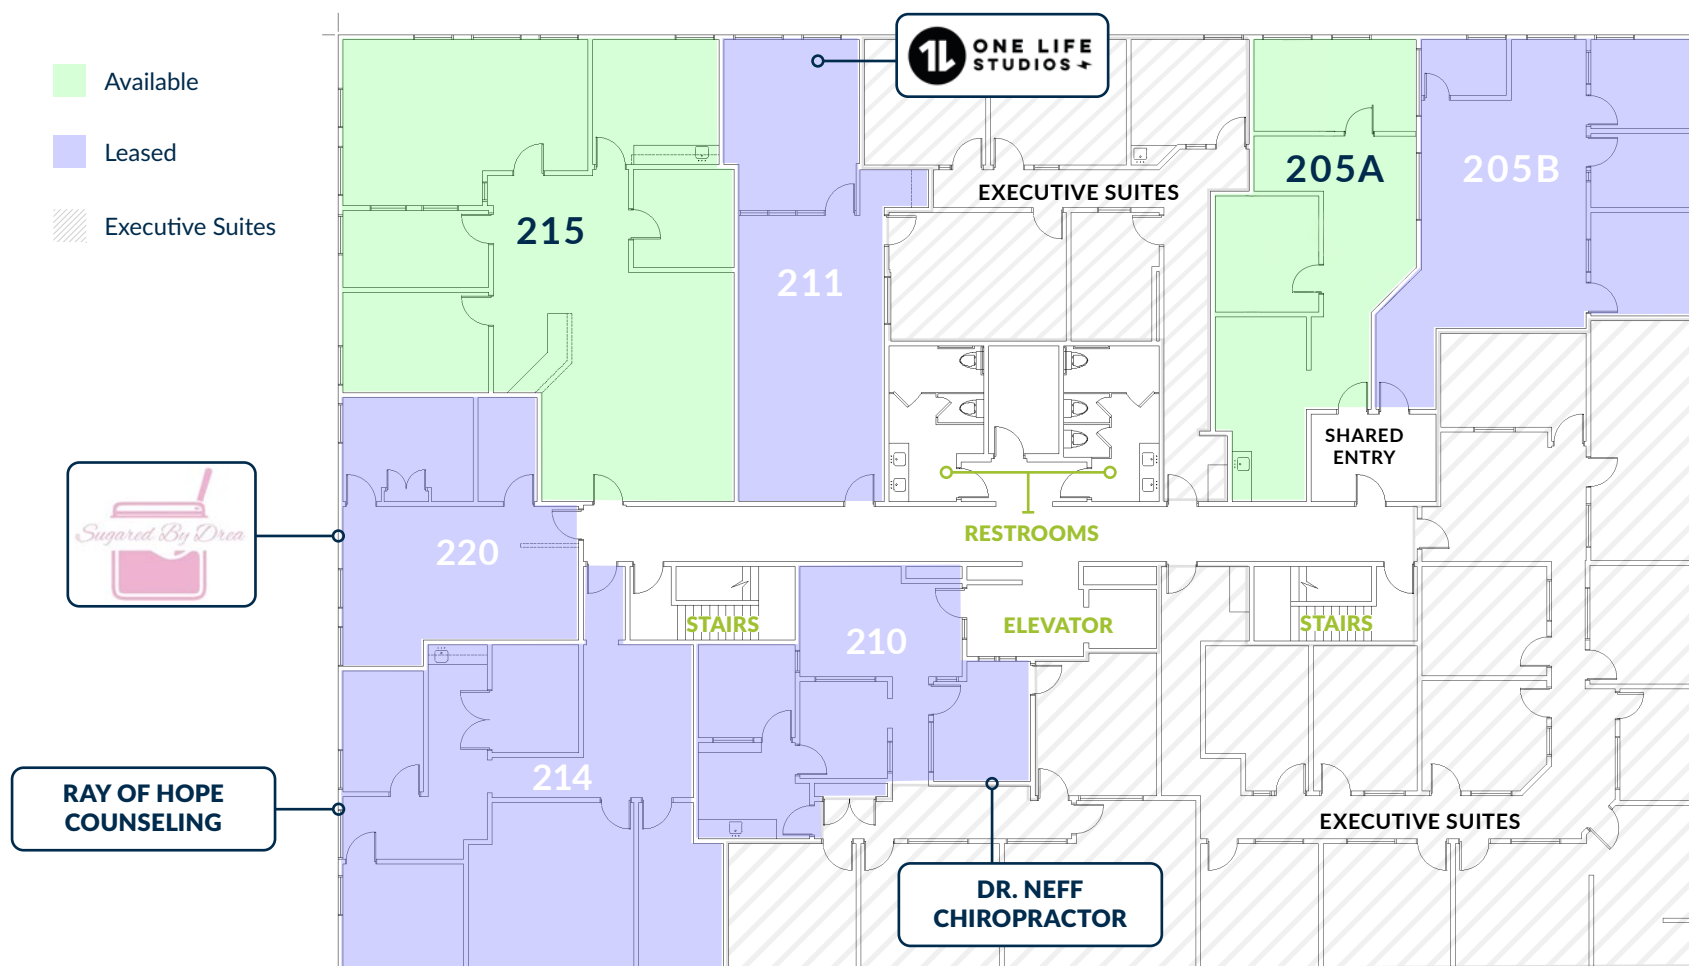 Available
Leased
Executive Suites
ONE LIFE
STUDIOS
EXECUTIVE SUITES
205A
205B
215
211
SHARED
ENTRY
Sugared By Drea
RESTROOMS
220
STAIRS
210
ELEVATOR
STAIRS
214
RAY OF HOPE
COUNSELING
EXECUTIVE SUITES
DR. NEFF
CHIROPRACTOR